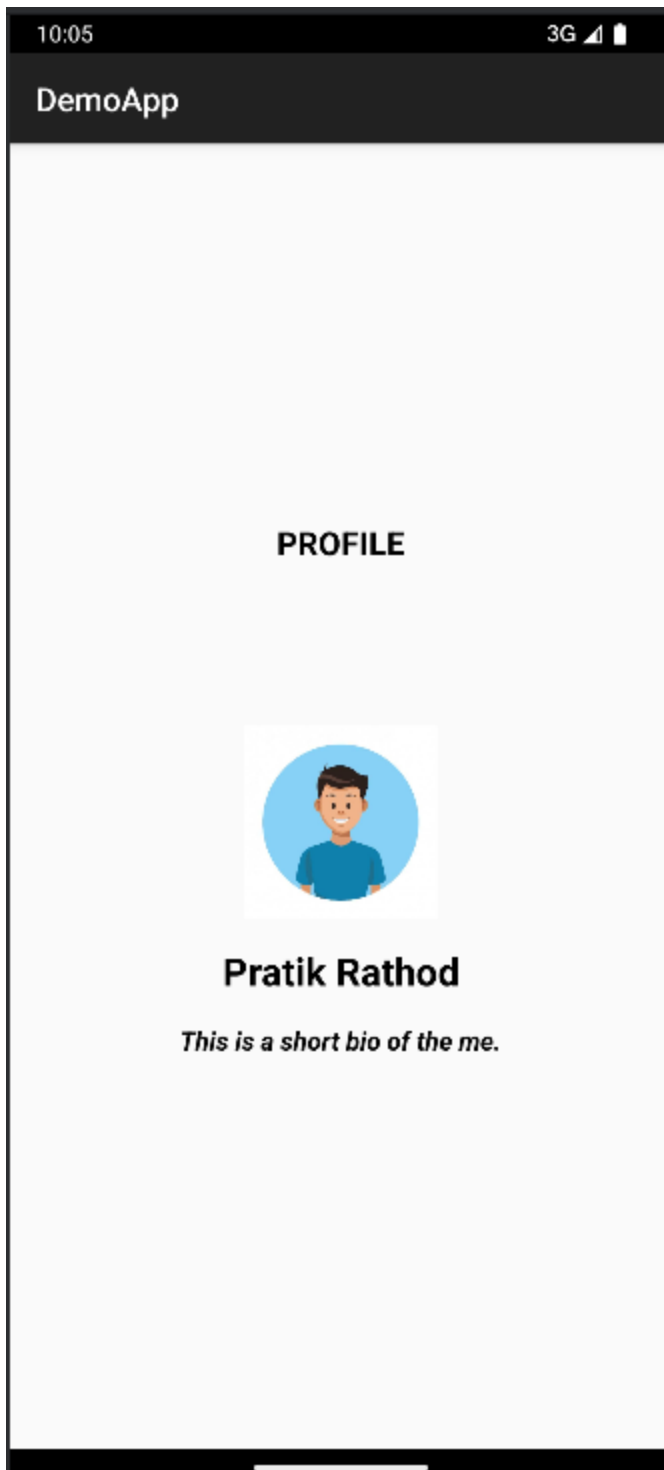 10:05 3G
DemoApp
PROFILE
Pratik Rathod
This is a short bio of the me.